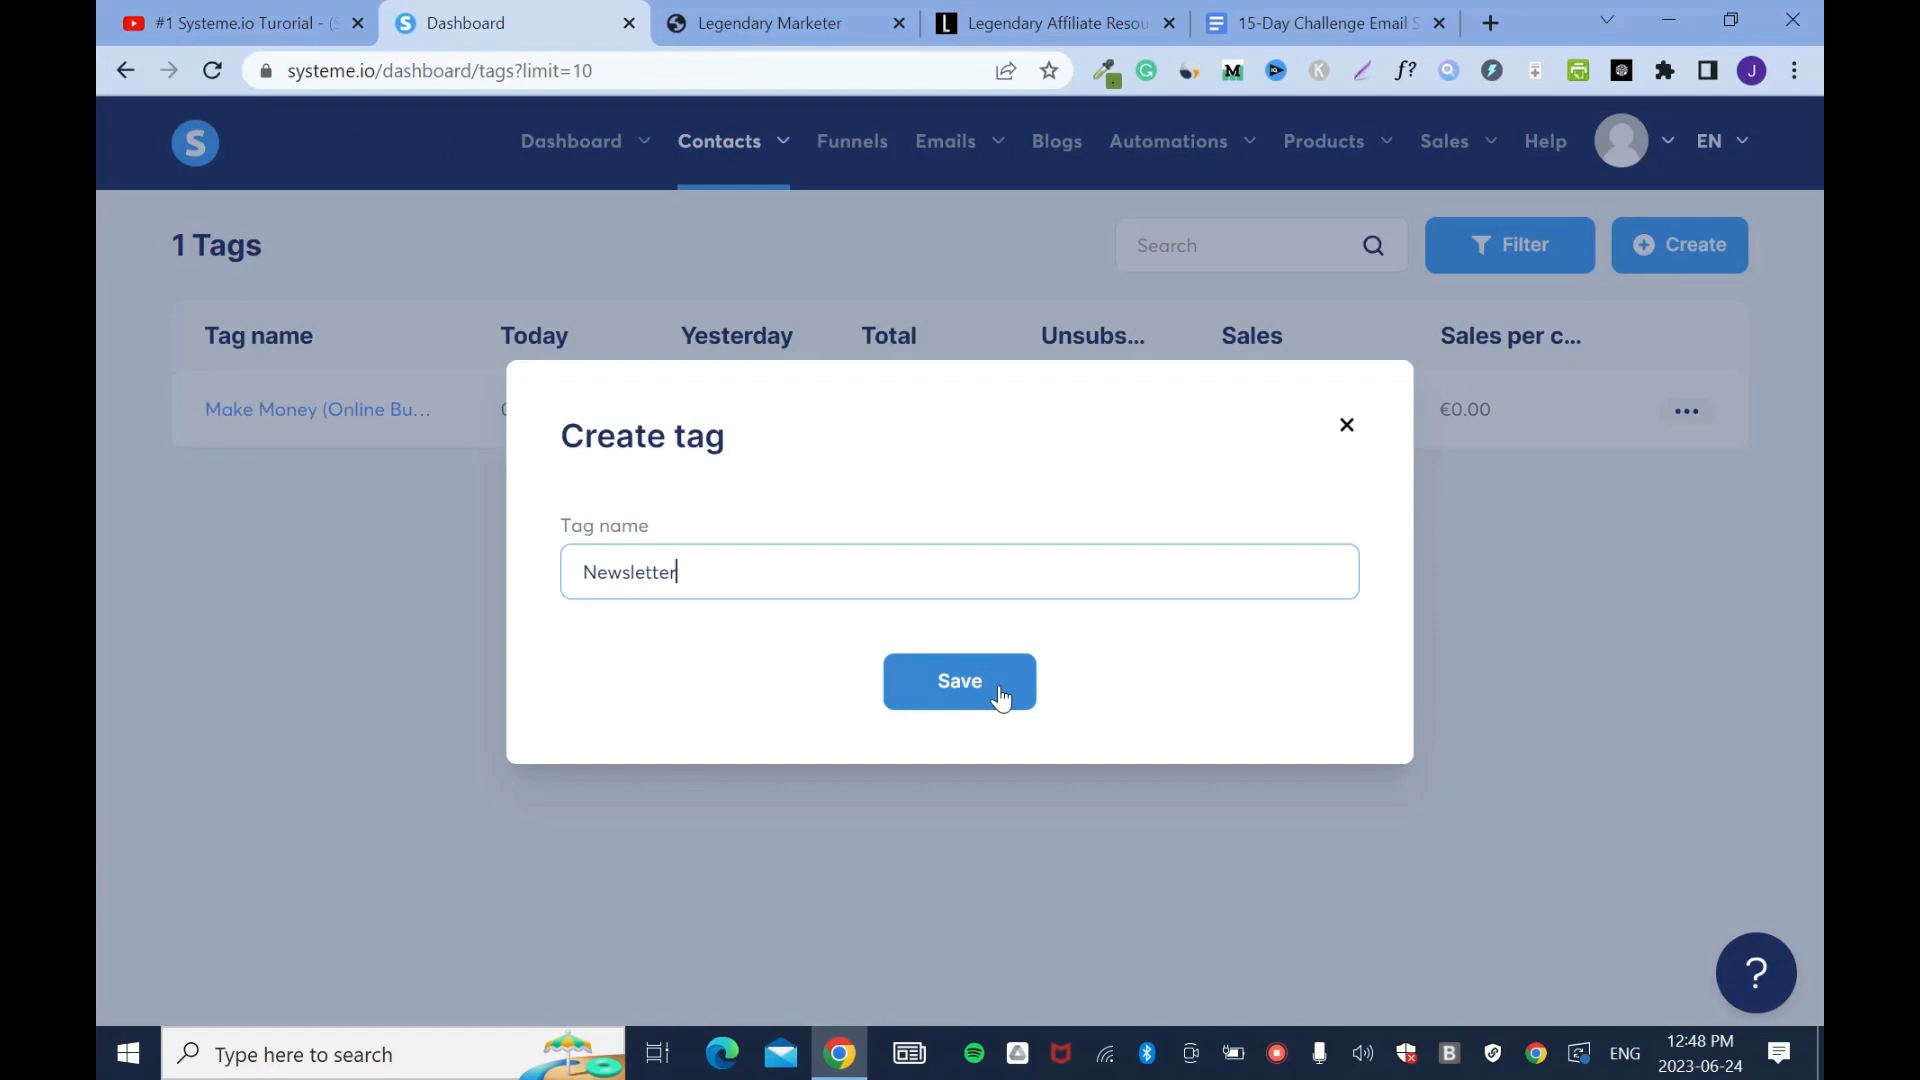 #1 Systeme.io Turorial - (S
Dashboard
Legendary Marketer
Legendary Affiliate Resou
15-Day Challenge Email S
systeme.io/dashboard/tags?limit=10
M
K
f?
J
S
Dashboard
Contacts
Funnels
Emails
Blogs
Automations
Products
Sales
Help
EN
1 Tags
Search
Filter
Create
Tag name
Today
Yesterday
Total
Unsubs...
Sales
Sales per c...
Make Money (Online Bu...
€0.00
Create tag
Tag name
Newsletter
Save
?
Type here to search
ENG
12:48 PM
2023-06-24